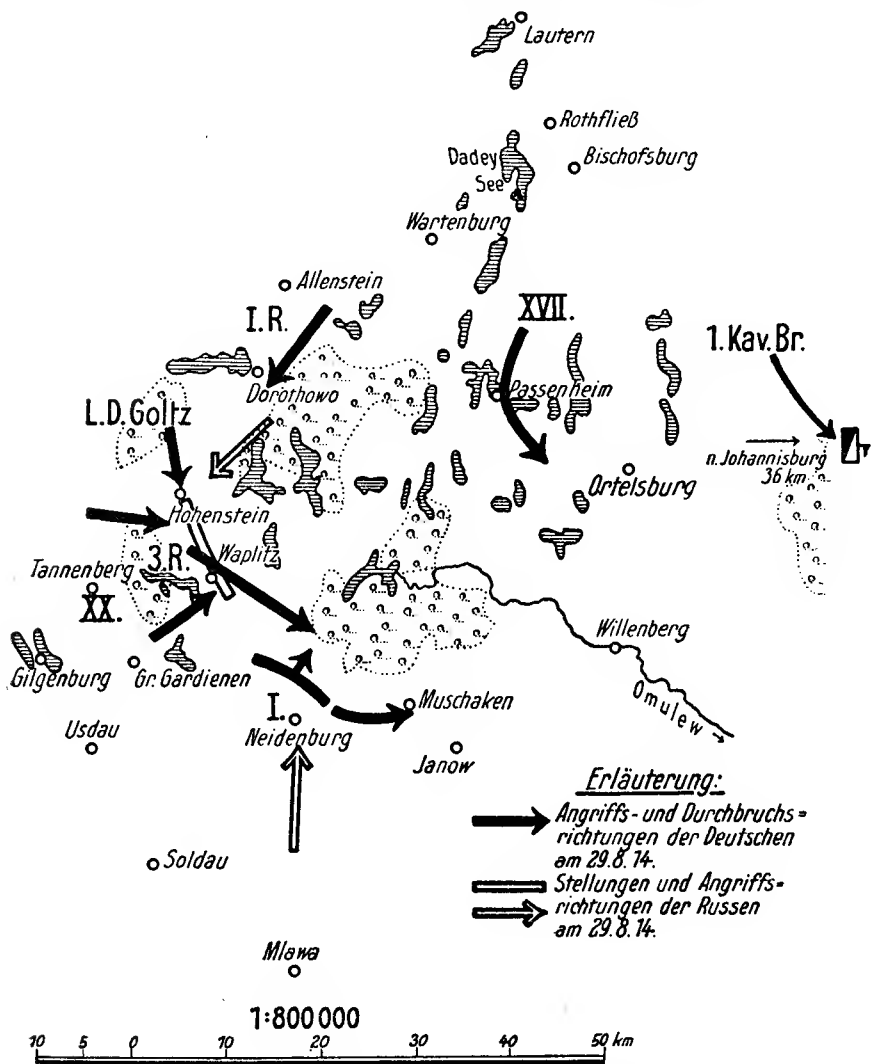 Lautern
Rothfließ
Bischofsburg
Dadey
See
Wartenburg
Allenstein
I.R.
XVII.
1.Kav.Br.
Dorothowo
Passenheim
L.D.Goltz
n. Johannisburg
36 km
Ortelsburg
Hohenstein
3.R.
Waplitz
Tannenberg
XX.
Willenberg
Gilgenburg
Gr. Gardienen
Omulew
Muschaken
I.
Neidenburg
Usdau
Janow
Erläuterung:
Angriffs- und Durchbruchs=
richtungen der Deutschen
am 29.8.14.
Soldau
Stellungen und Angriffs=
richtungen der Russen
am 29.8.14.
Mlawa
1:800000
10 5 0 10 20 30 40 50 km